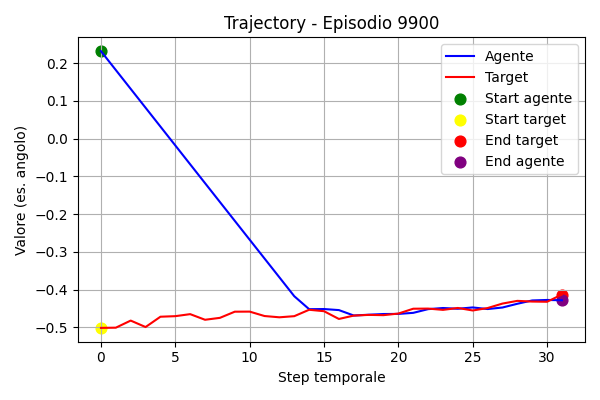 Trajectory - Episodio 9900
Valore (es. angolo)
0.2
0.1
0.0
−0.1
−0.2
−0.3
−0.4
−0.5
Agente
Target
Start agente
Start target
End target
End agente
0 5 10 15 20 25 30
Step temporale